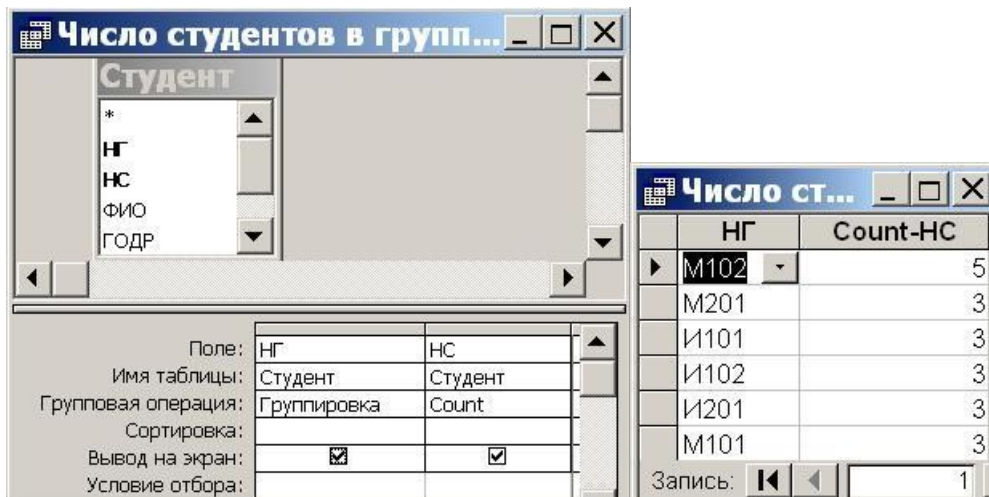 Число студентов в групп...
Студент
*
НГ
НС
ФИО
ГОДР
Поле: НГ НС
Имя таблицы: Студент Студент
Групповая операция: Группировка Count
Сортировка:
Вывод на экран:
Условие отбора:
Число ст...
НГ Count-НС
М102 5
М201 3
И101 3
И102 3
И201 3
М101 3
Запись: 1